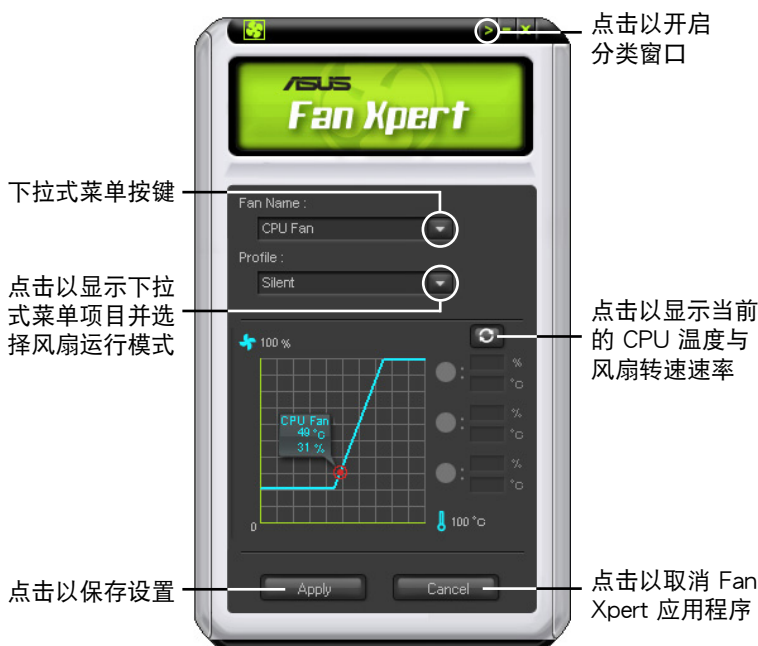 点击以开启
分类窗口
ASUS
Fan Xpert
下拉式菜单按键
Fan Name :
CPU Fan
Profile :
Silent
点击以显示下拉
式菜单项目并选
择风扇运行模式
点击以显示当前
的 CPU 温度与
风扇转速速率
100 %
: %
°C
: %
°C
: %
°C
CPU Fan
49 °C
31 %
0
100 °C
点击以保存设置
Apply
Cancel
点击以取消 Fan
Xpert 应用程序